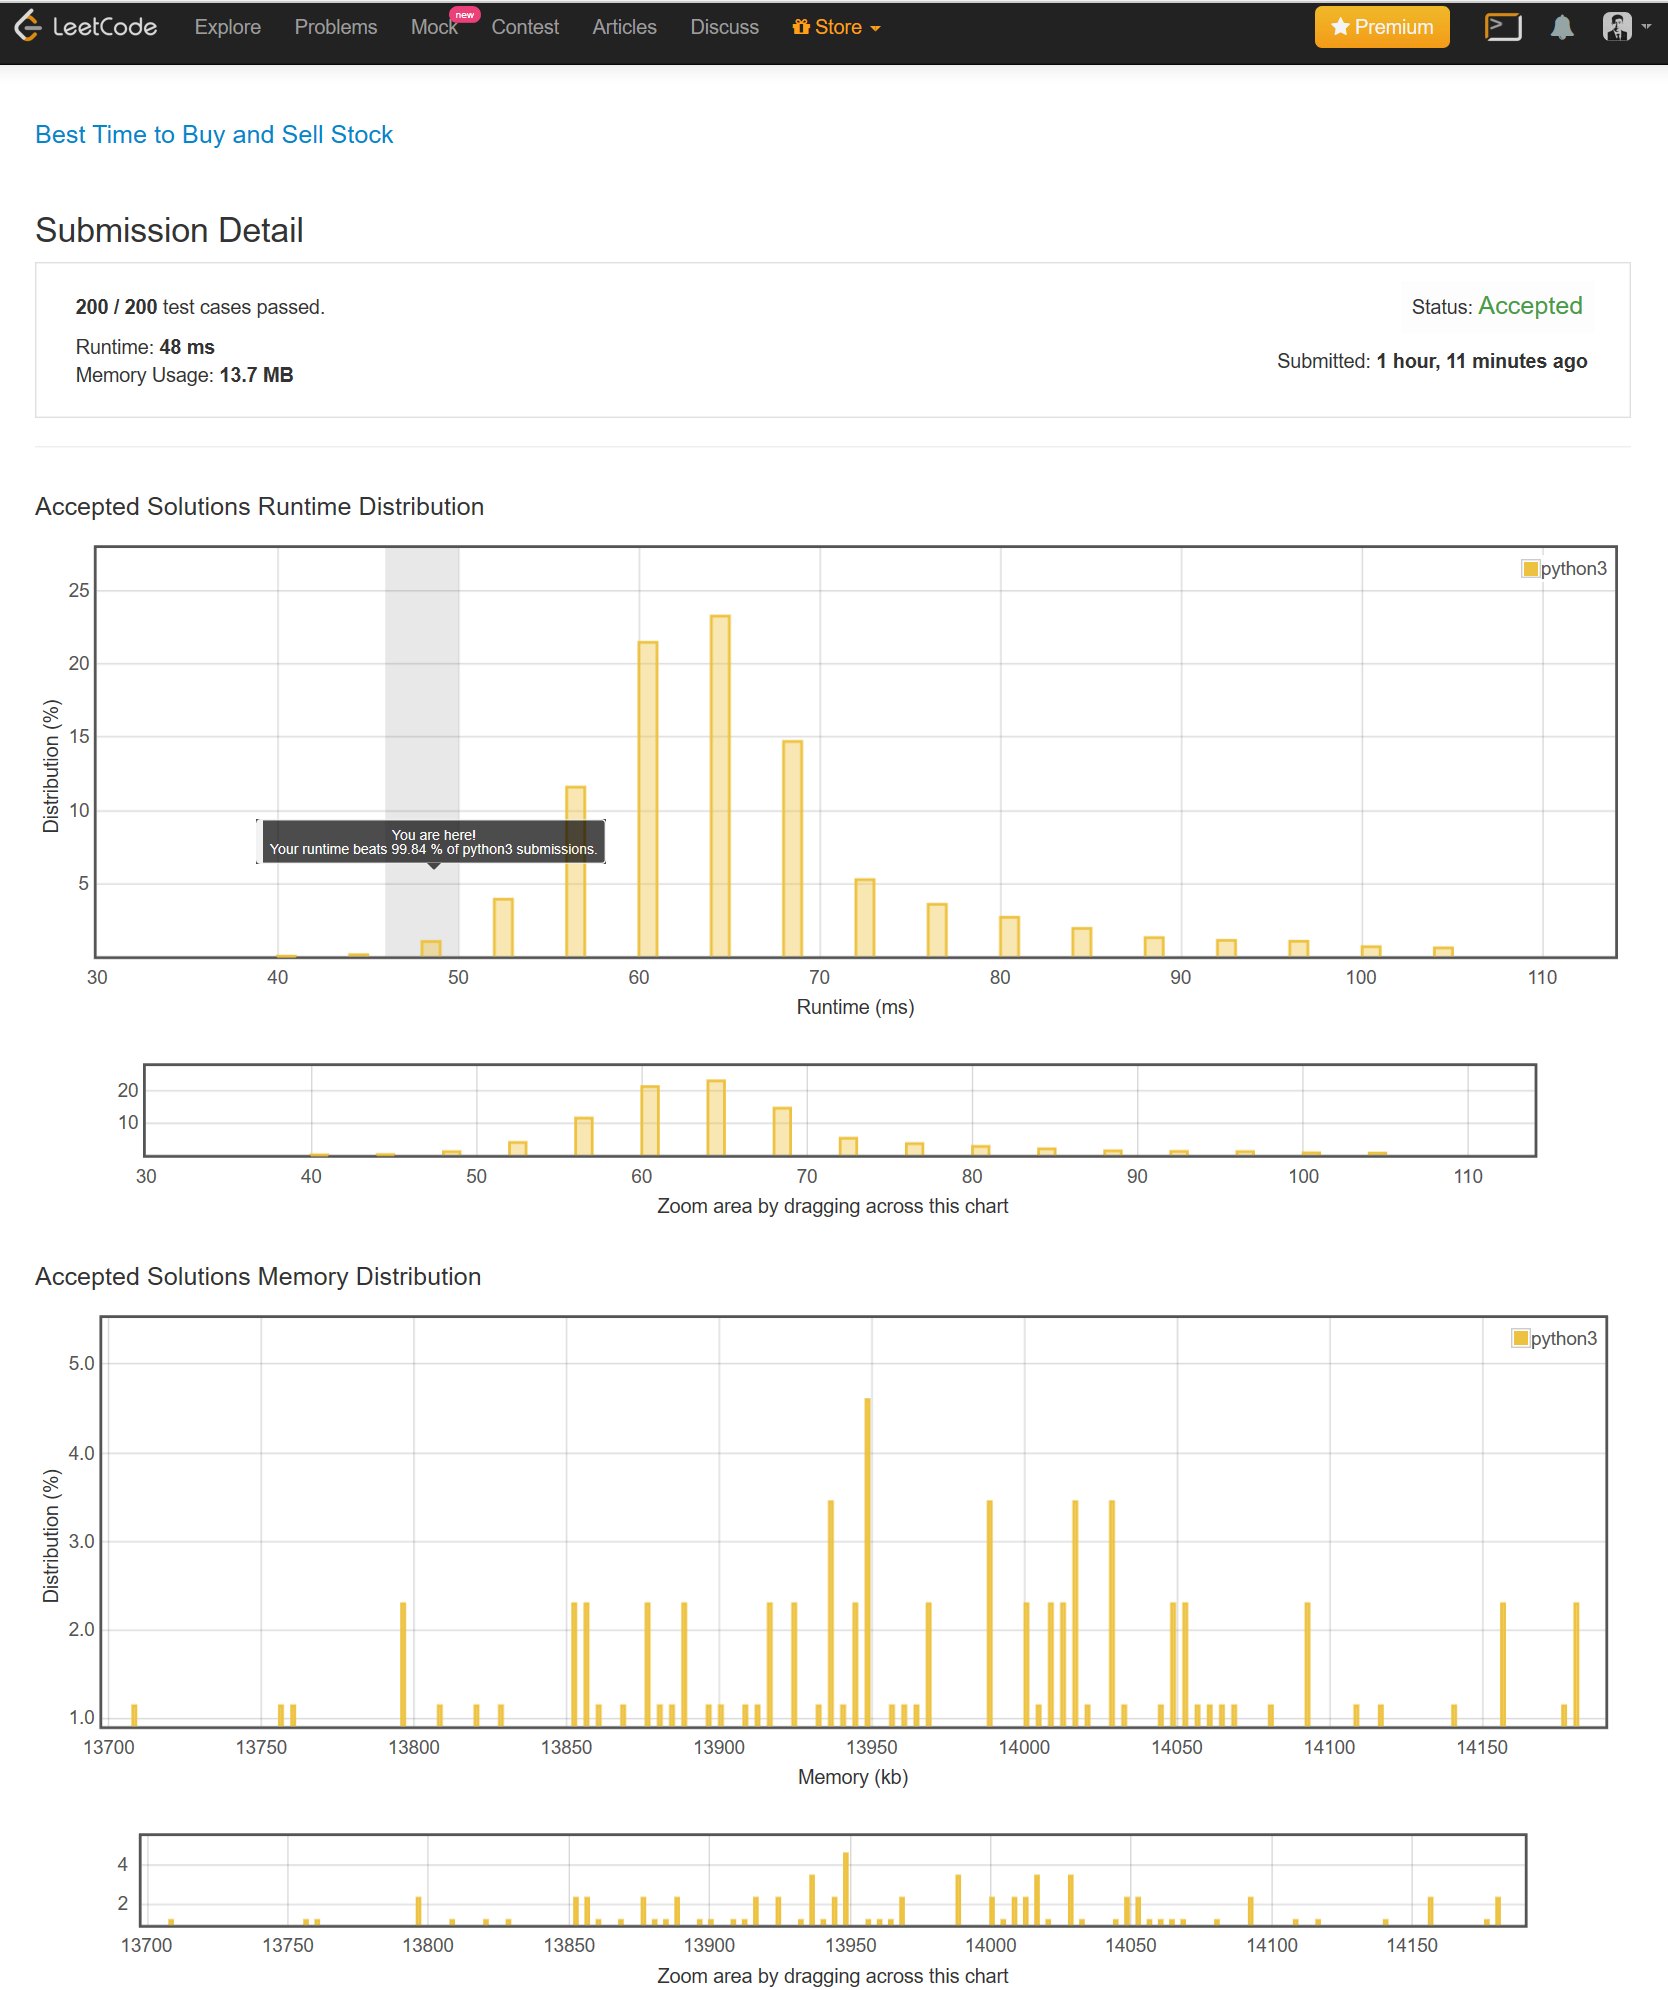 LeetCode Explore Problems Mock new Contest Articles Discuss Store Premium
Best Time to Buy and Sell Stock
Submission Detail
200 / 200 test cases passed.
Status: Accepted
Runtime: 48 ms
Submitted: 1 hour, 11 minutes ago
Memory Usage: 13.7 MB
Accepted Solutions Runtime Distribution
python3
25
20
15
10
5
Distribution (%)
You are here!
Your runtime beats 99.84 % of python3 submissions.
30 40 50 60 70 80 90 100 110
Runtime (ms)
20
10
30 40 50 60 70 80 90 100 110
Zoom area by dragging across this chart
Accepted Solutions Memory Distribution
python3
5.0
4.0
3.0
2.0
1.0
Distribution (%)
13700 13750 13800 13850 13900 13950 14000 14050 14100 14150
Memory (kb)
4
2
13700 13750 13800 13850 13900 13950 14000 14050 14100 14150
Zoom area by dragging across this chart